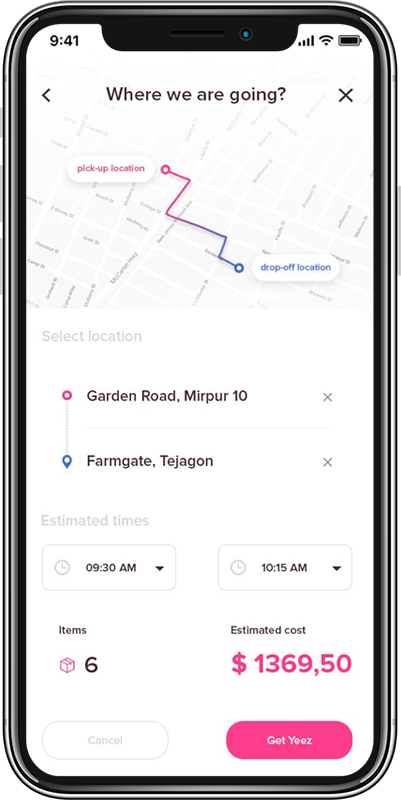 9:41
Where we are going?
pick-up location
drop-off location
McCarter Hwy
Select location
Garden Road, Mirpur 10
Farmgate, Tejagon
Estimated times
09:30 AM
10:15 AM
Items
Estimated cost
6
$ 1369,50
Cancel
Get Yeez